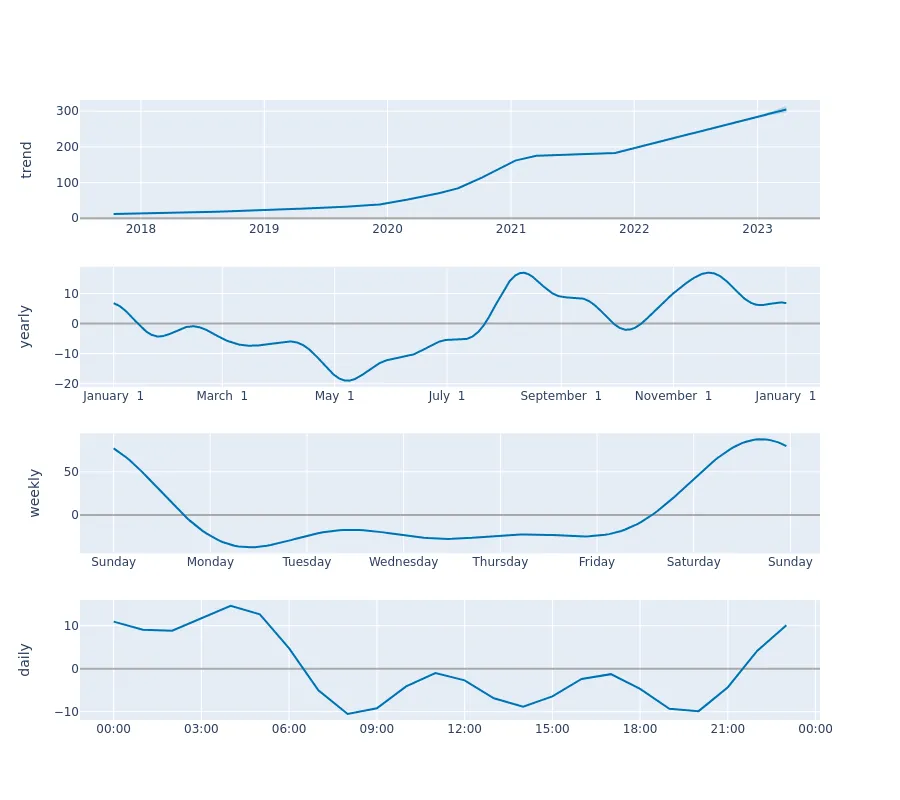 trend
300
200
100
0
2018 2019 2020 2021 2022 2023
yearly
10
0
−10
−20
January 1 March 1 May 1 July 1 September 1 November 1 January 1
weekly
50
0
Sunday Monday Tuesday Wednesday Thursday Friday Saturday Sunday
daily
10
0
−10
00:00 03:00 06:00 09:00 12:00 15:00 18:00 21:00 00:00